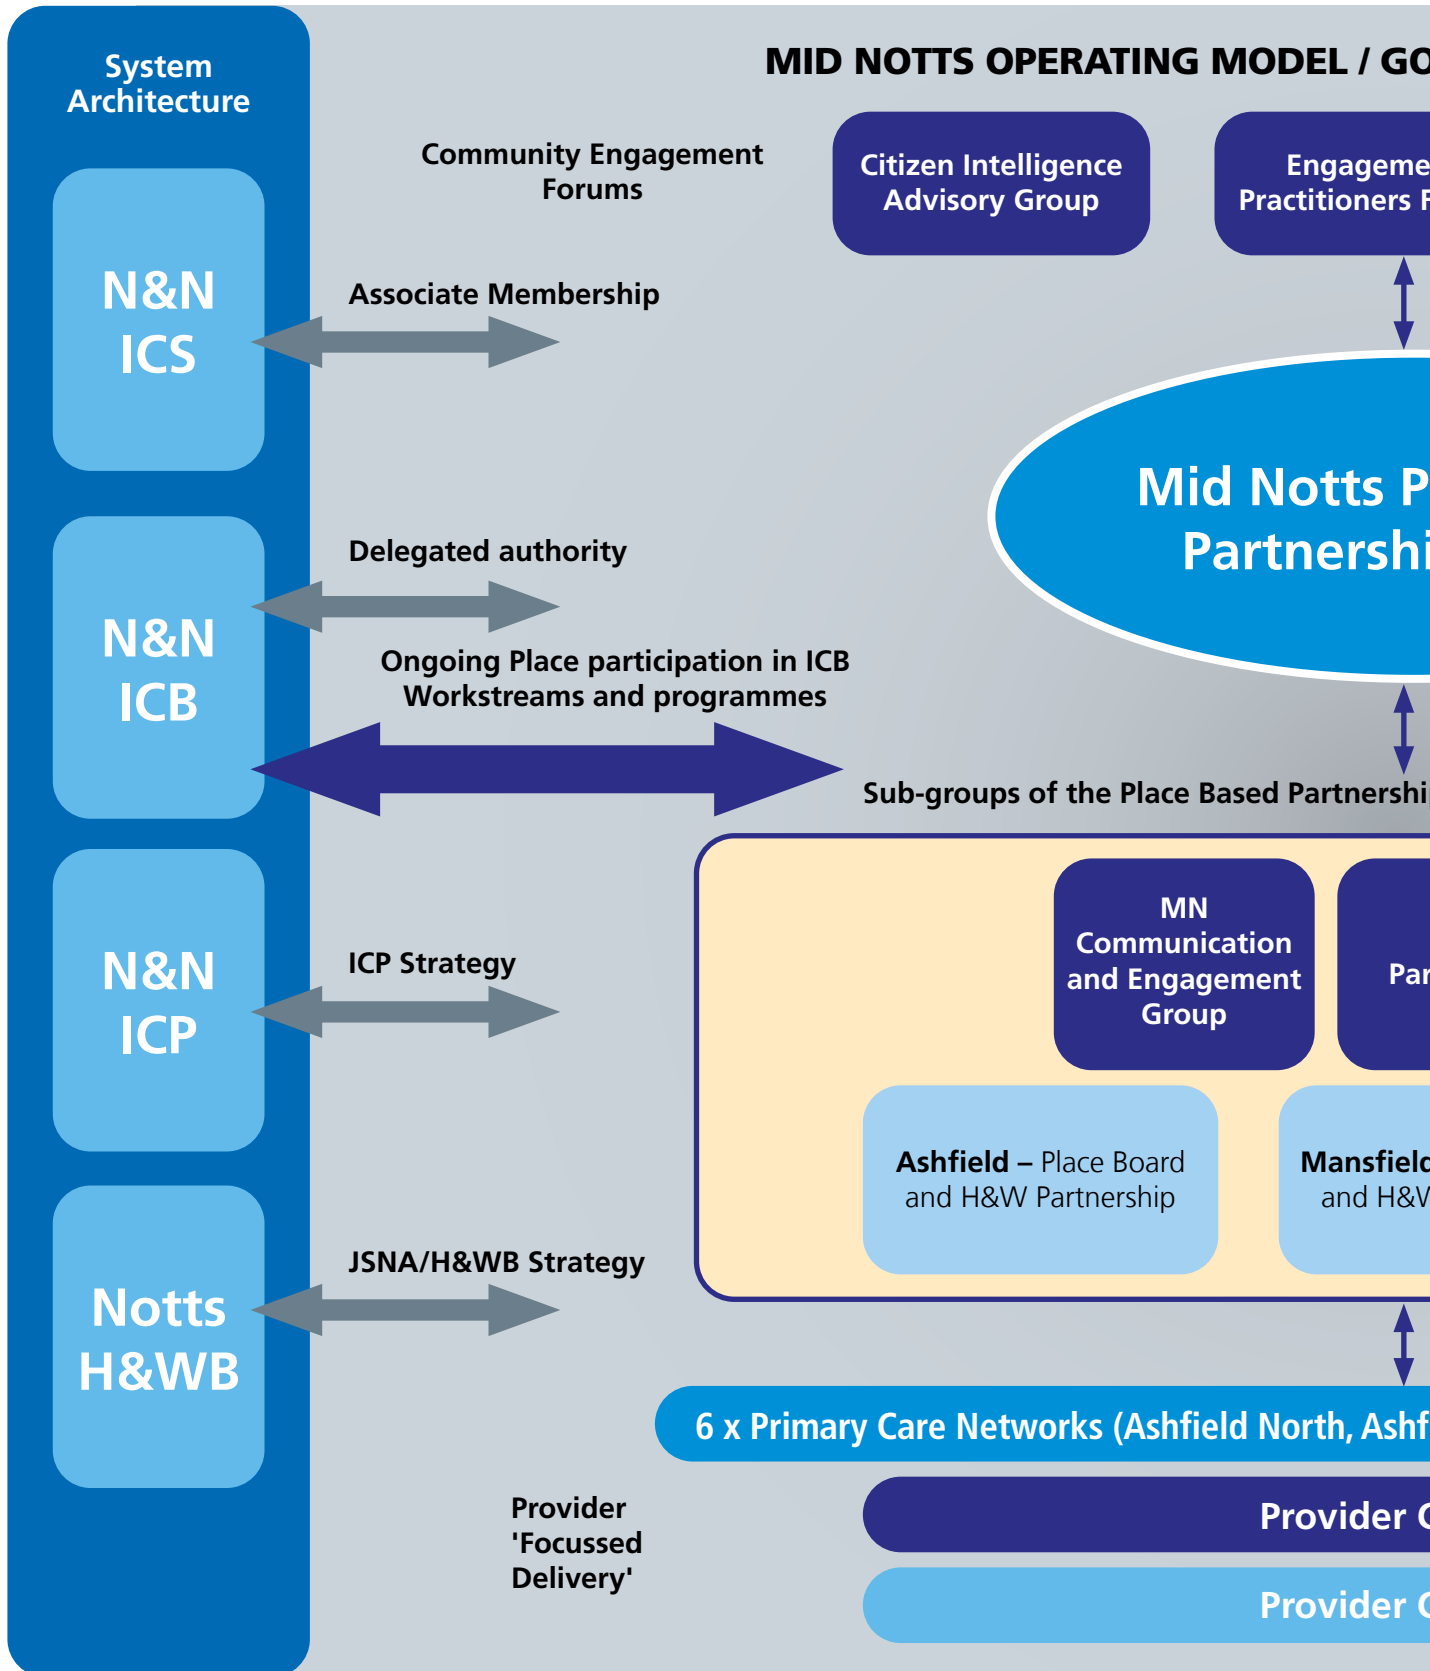 System
Architecture
N&N
ICS
N&N
ICB
N&N
ICP
Notts
H&WB
MID NOTTS OPERATING MODEL / GO
Community Engagement
Forums
Citizen Intelligence
Advisory Group
Engageme
Practitioners F
Associate Membership
Mid Notts P
Partnershi
Delegated authority
Ongoing Place participation in ICB
Workstreams and programmes
Sub-groups of the Place Based Partnershi
MN
Communication
and Engagement
Group
Par
ICP Strategy
Ashfield – Place Board
and H&W Partnership
Mansfield
and H&W
JSNA/H&WB Strategy
6 x Primary Care Networks (Ashfield North, Ashf
Provider
'Focussed
Delivery'
Provider C
Provider C